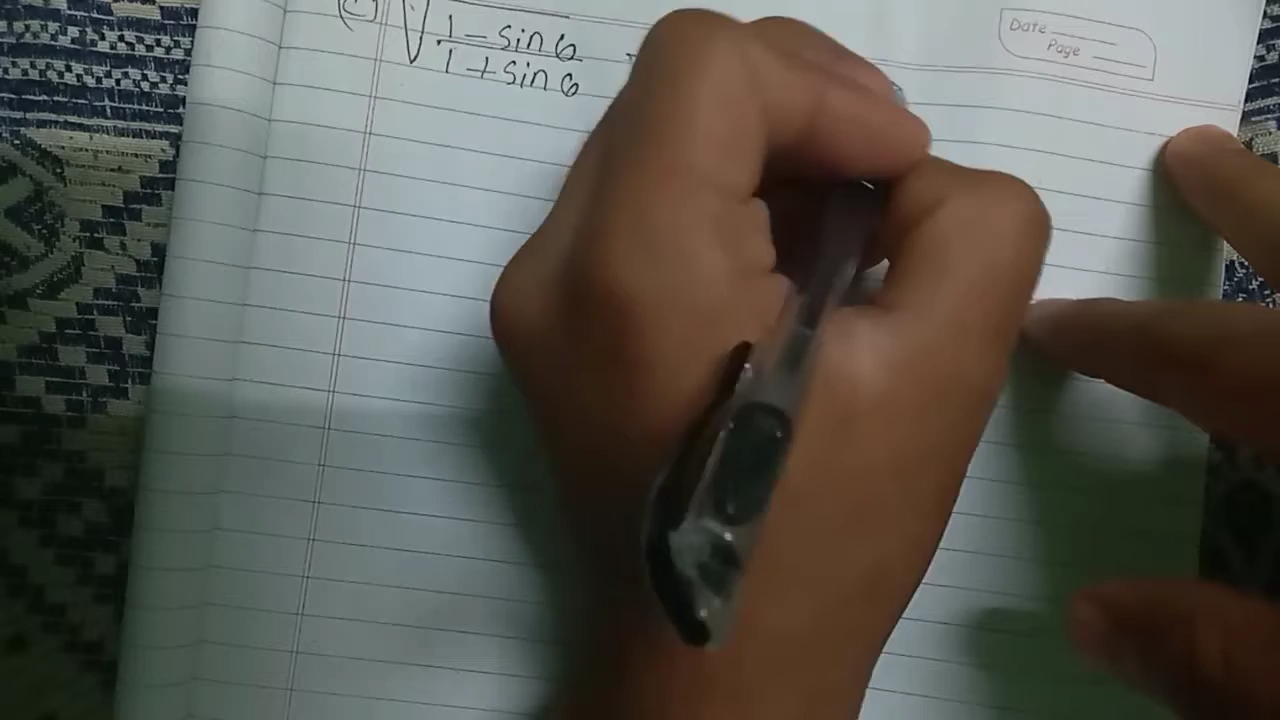 (C) √ 1 - sin θ
1 + sin θ
Date
Page